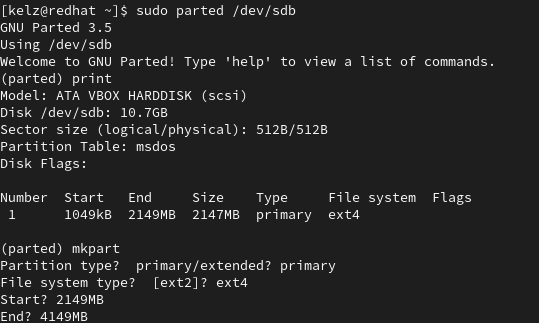 [kelz@redhat ~]$ sudo parted /dev/sdb
GNU Parted 3.5
Using /dev/sdb
Welcome to GNU Parted! Type 'help' to view a list of commands.
(parted) print
Model: ATA VBOX HARDDISK (scsi)
Disk /dev/sdb: 10.7GB
Sector size (logical/physical): 512B/512B
Partition Table: msdos
Disk Flags:

Number  Start   End     Size    Type     File system  Flags
 1      1049kB  2149MB  2147MB  primary  ext4

(parted) mkpart
Partition type?  primary/extended? primary
File system type?  [ext2]? ext4
Start? 2149MB
End? 4149MB